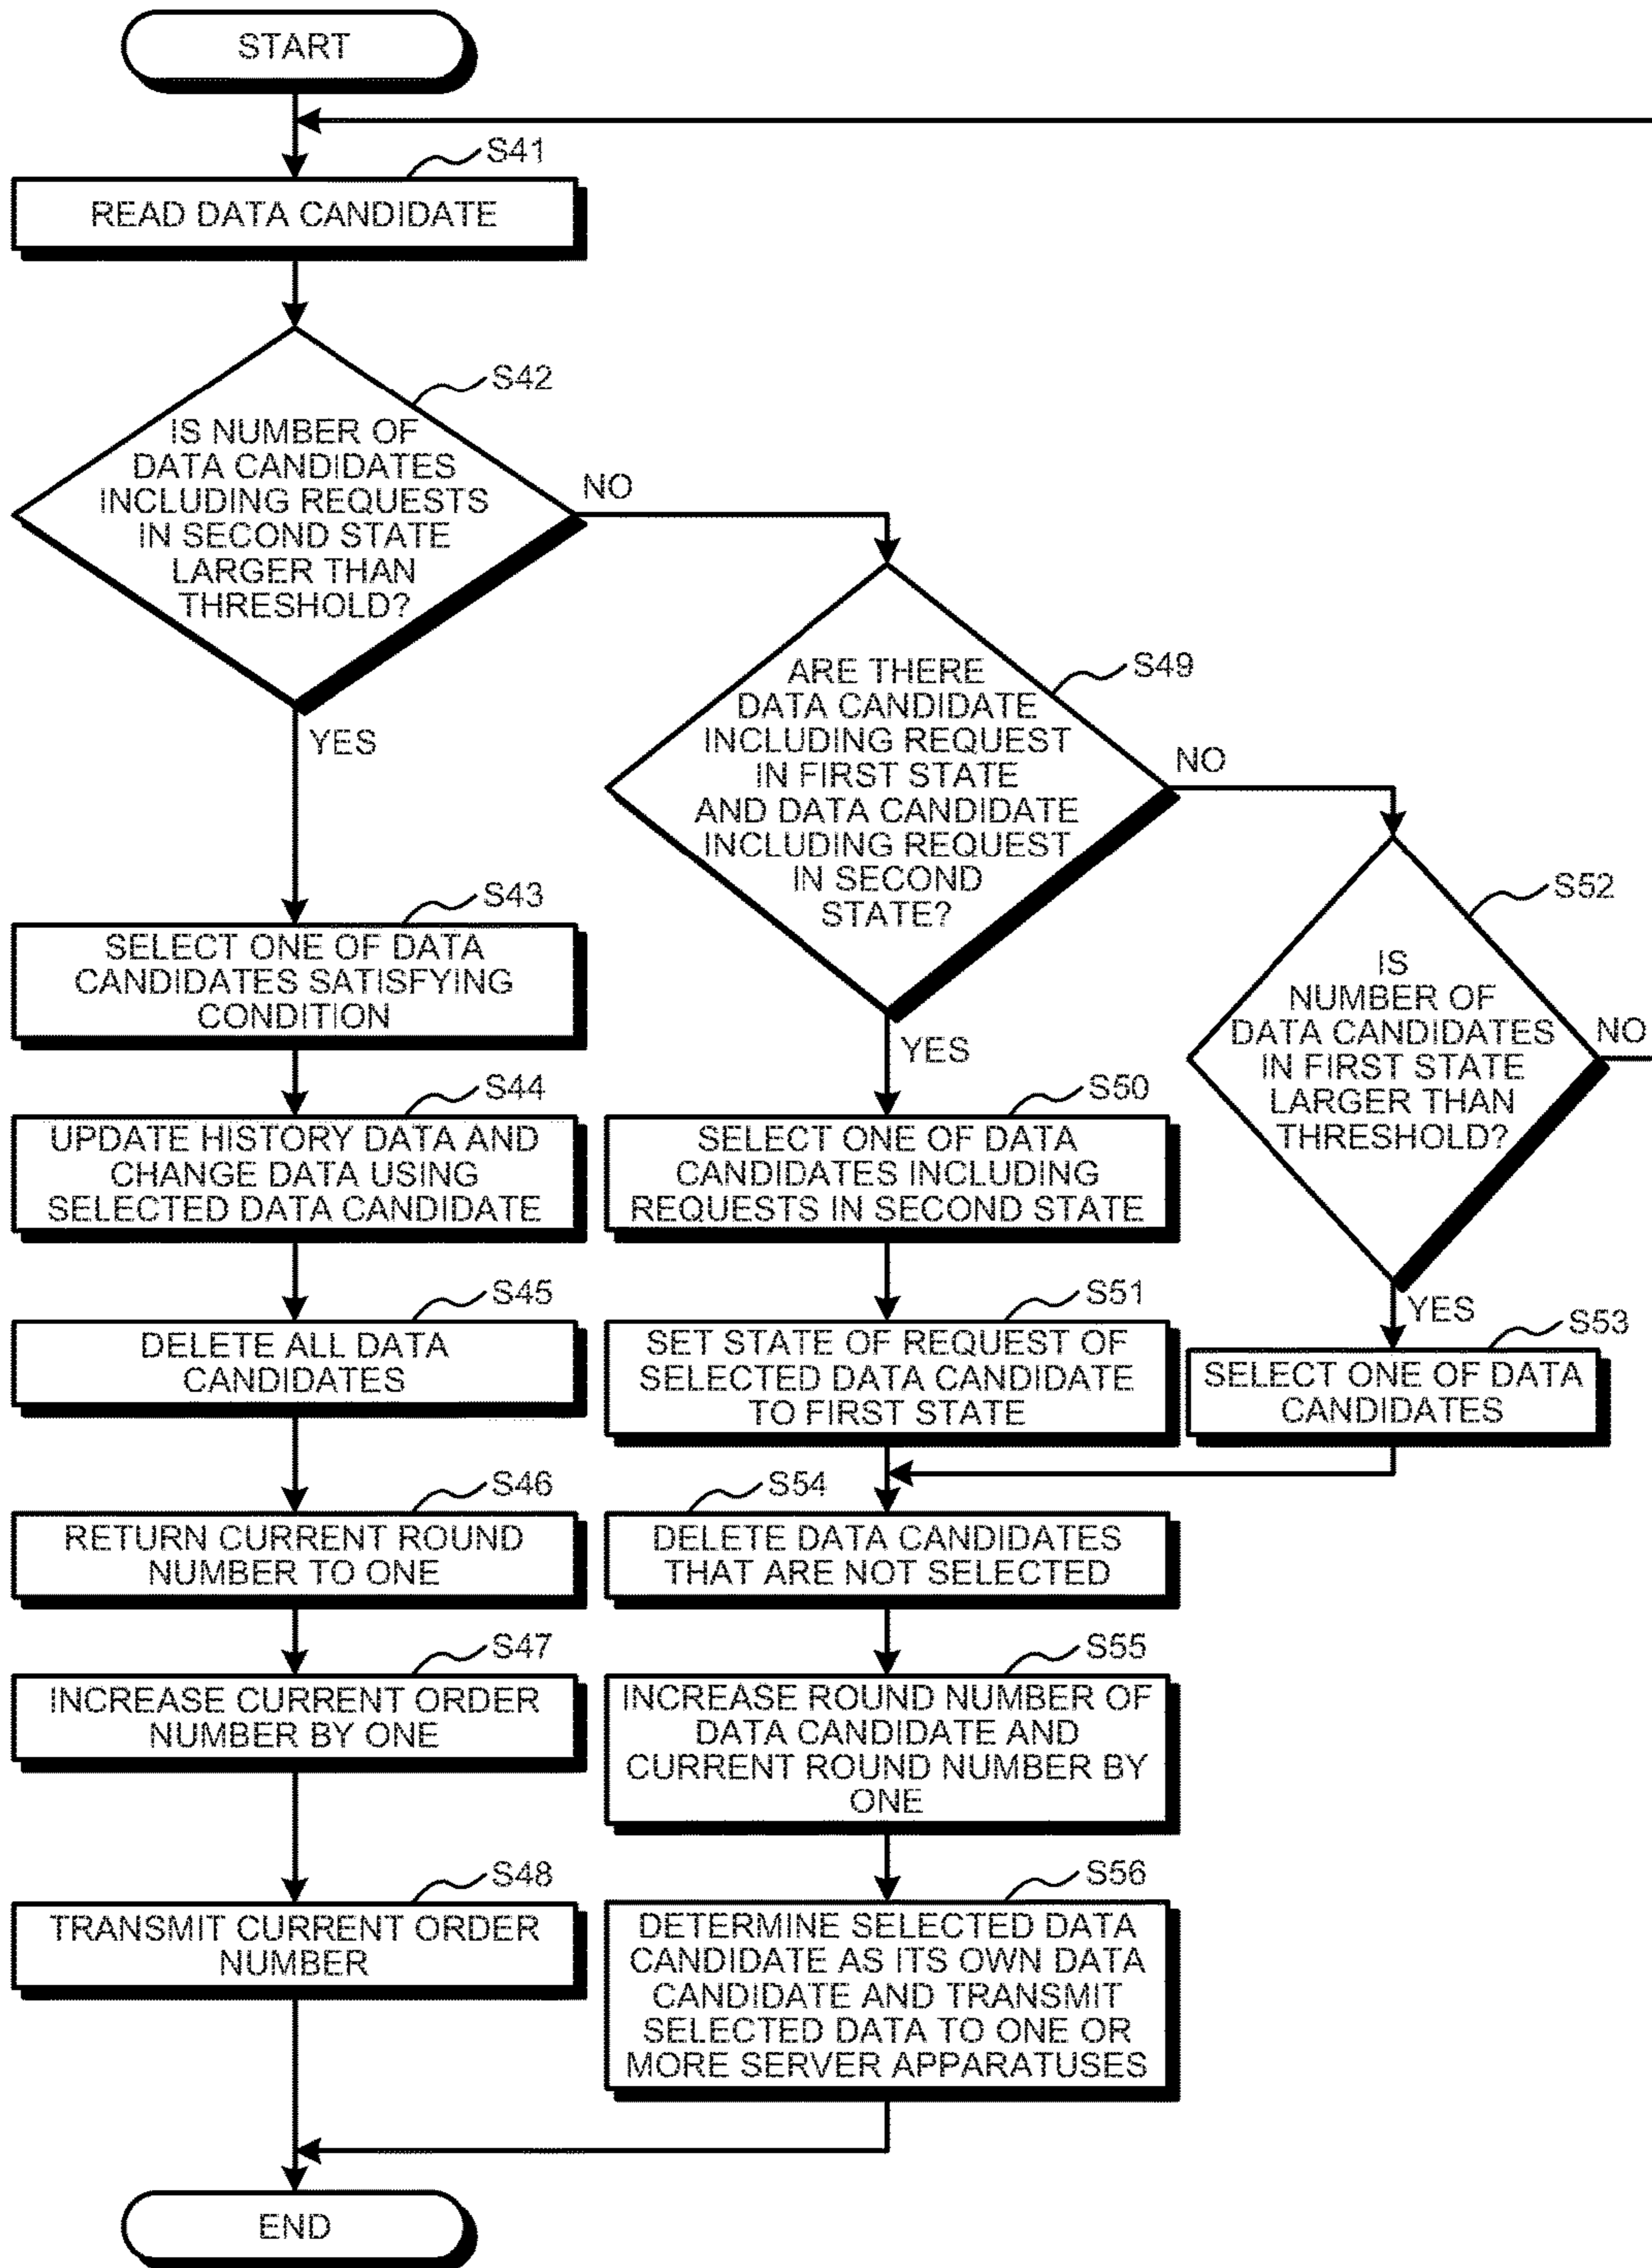 START
S41
READ DATA CANDIDATE
S42
IS NUMBER OF
DATA CANDIDATES
INCLUDING REQUESTS
IN SECOND STATE
LARGER THAN
THRESHOLD?
NO
YES
S49
ARE THERE
DATA CANDIDATE
INCLUDING REQUEST
IN FIRST STATE
AND DATA CANDIDATE
INCLUDING REQUEST
IN SECOND
STATE?
NO
YES
S52
IS
NUMBER OF
DATA CANDIDATES
IN FIRST STATE
LARGER THAN
THRESHOLD?
NO
YES
S43
SELECT ONE OF DATA
CANDIDATES SATISFYING
CONDITION
S44
UPDATE HISTORY DATA AND
CHANGE DATA USING
SELECTED DATA CANDIDATE
S45
DELETE ALL DATA
CANDIDATES
S46
RETURN CURRENT ROUND
NUMBER TO ONE
S47
INCREASE CURRENT ORDER
NUMBER BY ONE
S48
TRANSMIT CURRENT ORDER
NUMBER
S50
SELECT ONE OF DATA
CANDIDATES INCLUDING
REQUESTS IN SECOND STATE
S51
SET STATE OF REQUEST OF
SELECTED DATA CANDIDATE
TO FIRST STATE
S53
SELECT ONE OF DATA
CANDIDATES
S54
DELETE DATA CANDIDATES
THAT ARE NOT SELECTED
S55
INCREASE ROUND NUMBER OF
DATA CANDIDATE AND
CURRENT ROUND NUMBER BY
ONE
S56
DETERMINE SELECTED DATA
CANDIDATE AS ITS OWN DATA
CANDIDATE AND TRANSMIT
SELECTED DATA TO ONE OR
MORE SERVER APPARATUSES
END